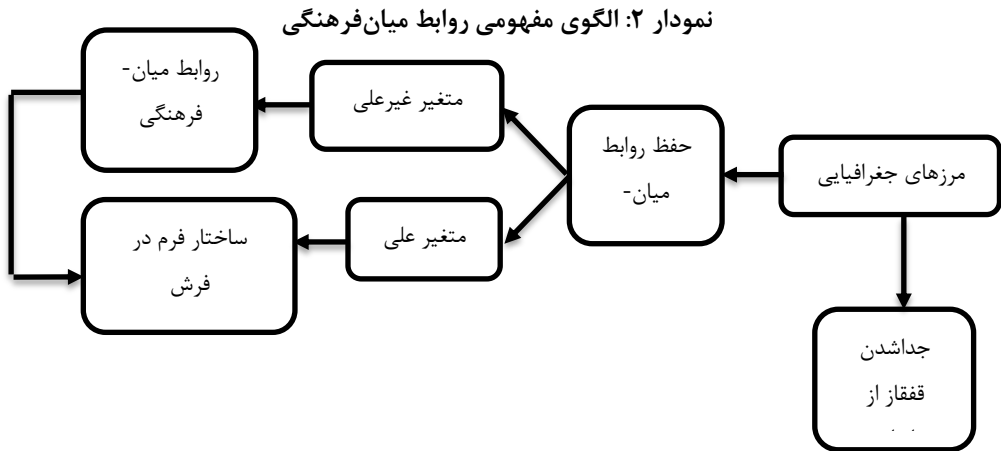 نمودار ۲: الگوی مفهومی روابط میان‌فرهنگی
مرزهای جغرافیایی
جداشدن
قفقاز از
حفظ روابط
میان-
متغیر غیرعلی
روابط میان-
فرهنگی
متغیر علی
ساختار فرم در
فرش